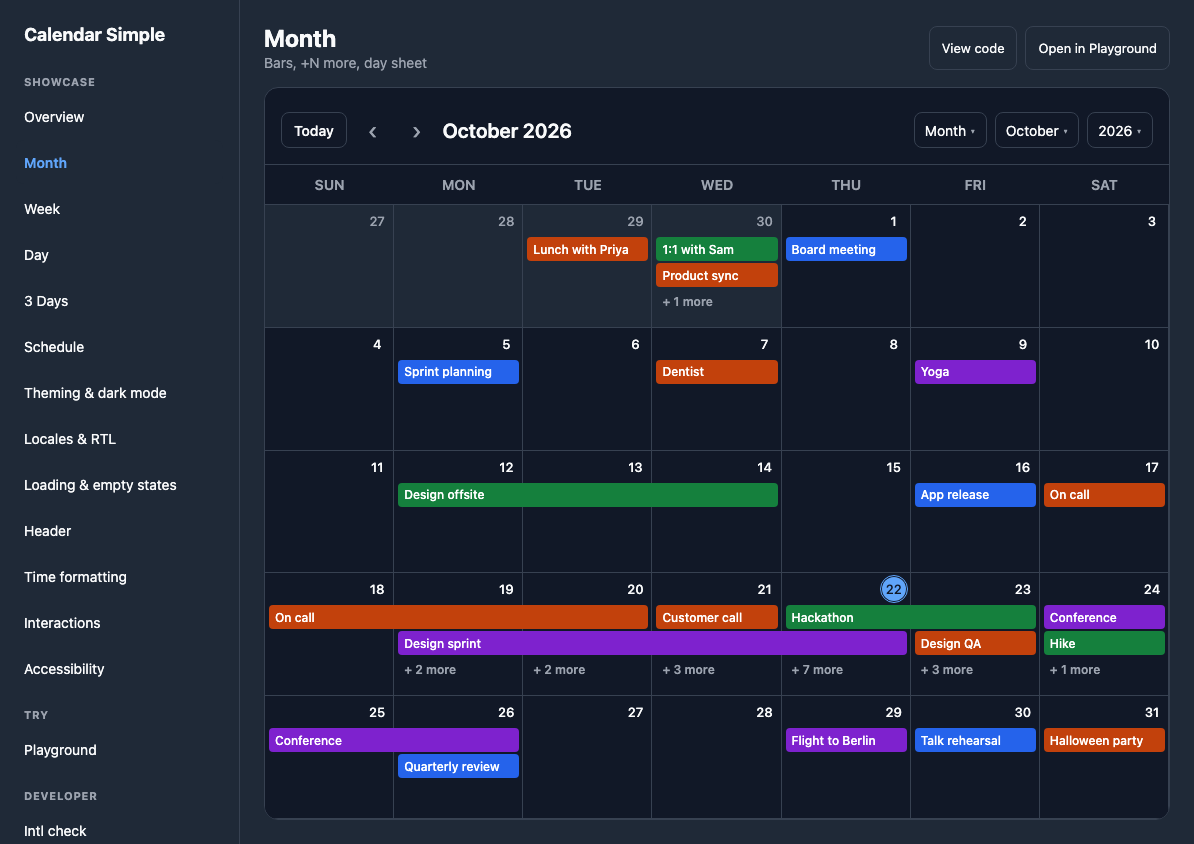 Calendar Simple
SHOWCASE
Overview
Month
Week
Day
3 Days
Schedule
Theming & dark mode
Locales & RTL
Loading & empty states
Header
Time formatting
Interactions
Accessibility
TRY
Playground
DEVELOPER
Intl check
Month
Bars, +N more, day sheet
View code
Open in Playground
Today
October 2026
Month
October
2026
SUN MON TUE WED THU FRI SAT
27 28 29 30 1 2 3
Lunch with Priya 1:1 with Sam Board meeting
Product sync
+ 1 more
4 5 6 7 8 9 10
Sprint planning Dentist Yoga
11 12 13 14 15 16 17
Design offsite App release On call
18 19 20 21 22 23 24
On call Customer call Hackathon Conference
Design sprint Design QA Hike
+ 2 more + 2 more + 3 more + 7 more + 3 more + 1 more
25 26 27 28 29 30 31
Conference Flight to Berlin Talk rehearsal Halloween party
Quarterly review